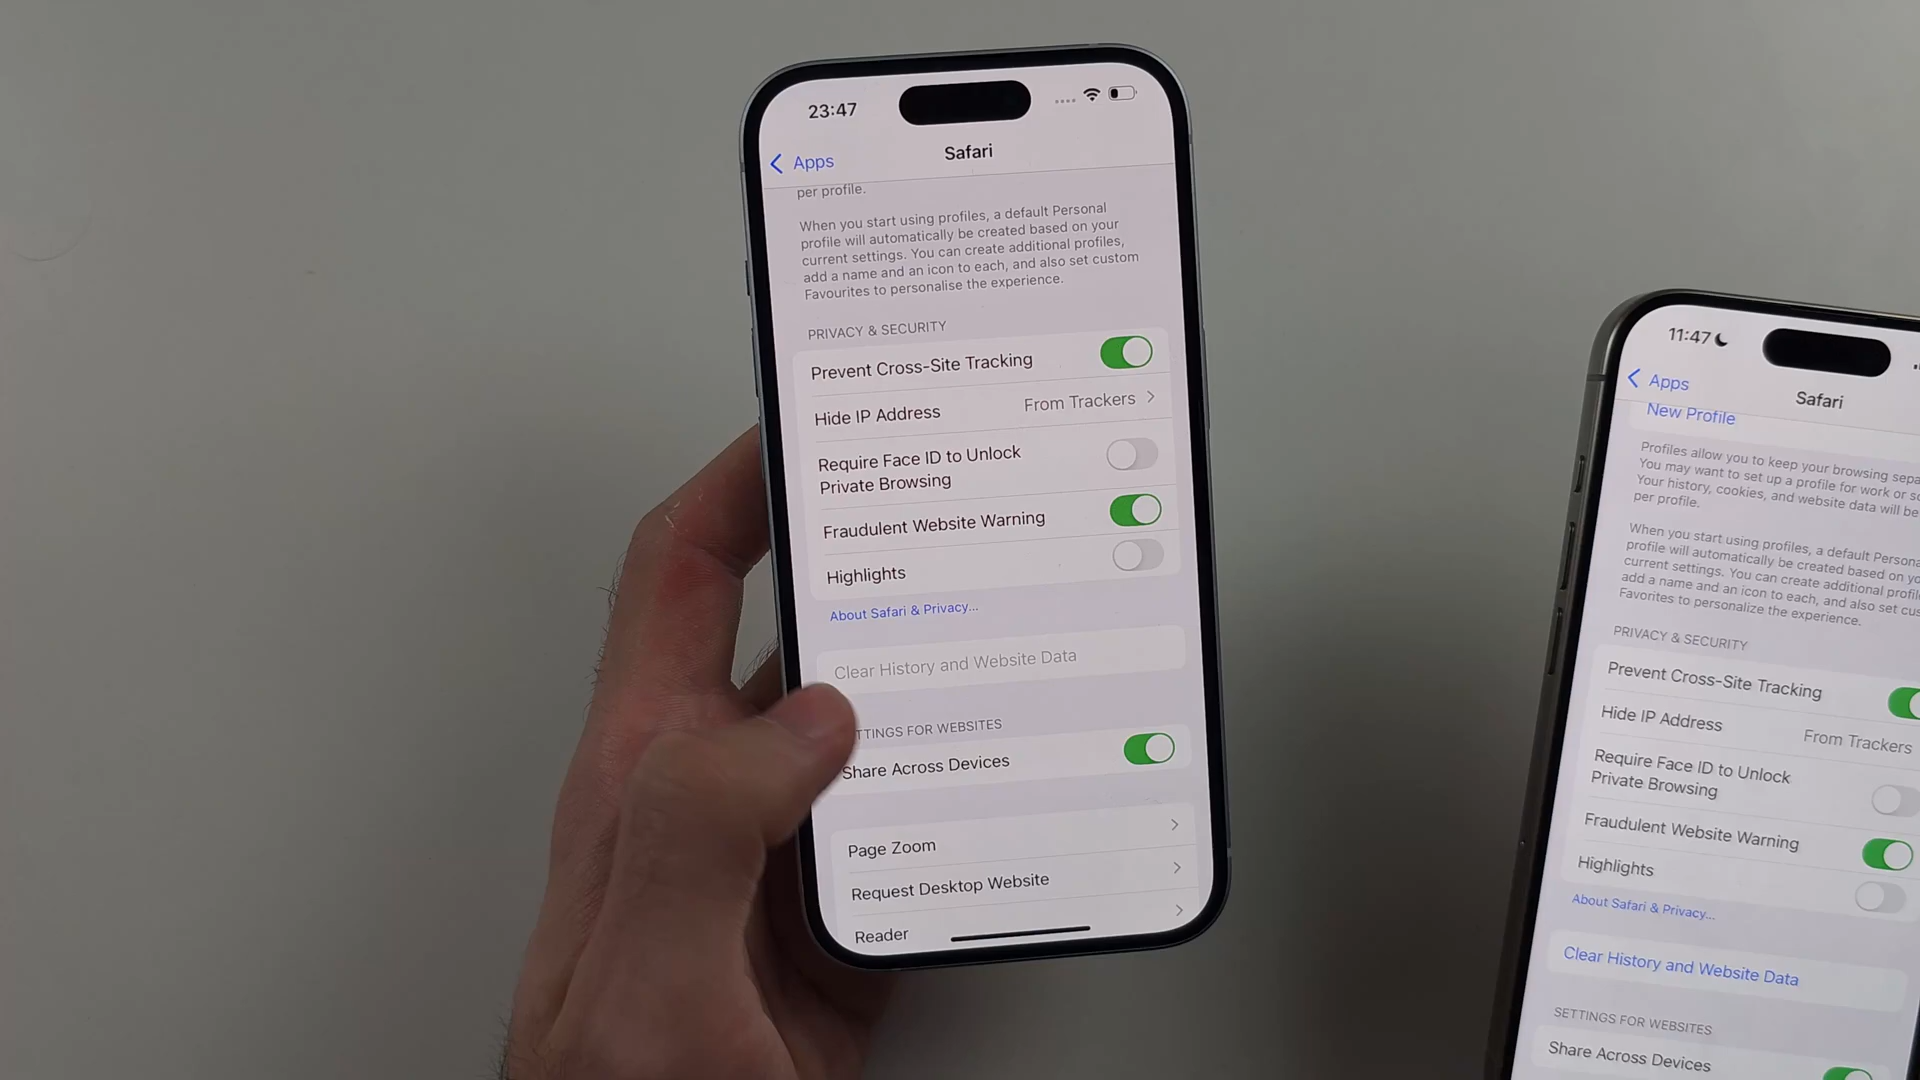 23:47
Apps
Safari
per profile.
When you start using profiles, a default Personal
profile will automatically be created based on your
current settings. You can create additional profiles,
add a name and an icon to each, and also set custom
Favourites to personalise the experience.
PRIVACY & SECURITY
Prevent Cross-Site Tracking
Hide IP Address
From Trackers
Require Face ID to Unlock
Private Browsing
Fraudulent Website Warning
Highlights
About Safari & Privacy...
Clear History and Website Data
TTINGS FOR WEBSITES
Share Across Devices
Page Zoom
Request Desktop Website
Reader
11:47
Apps
Safari
New Profile
Profiles allow you to keep your browsing sepa
You may want to set up a profile for work or sc
Your history, cookies, and website data will be
per profile.
When you start using profiles, a default Persona
profile will automatically be created based on yo
current settings. You can create additional profile
add a name and an icon to each, and also set cus
Favorites to personalize the experience.
PRIVACY & SECURITY
Prevent Cross-Site Tracking
Hide IP Address
From Trackers
Require Face ID to Unlock
Private Browsing
Fraudulent Website Warning
Highlights
About Safari & Privacy...
Clear History and Website Data
SETTINGS FOR WEBSITES
Share Across Devices